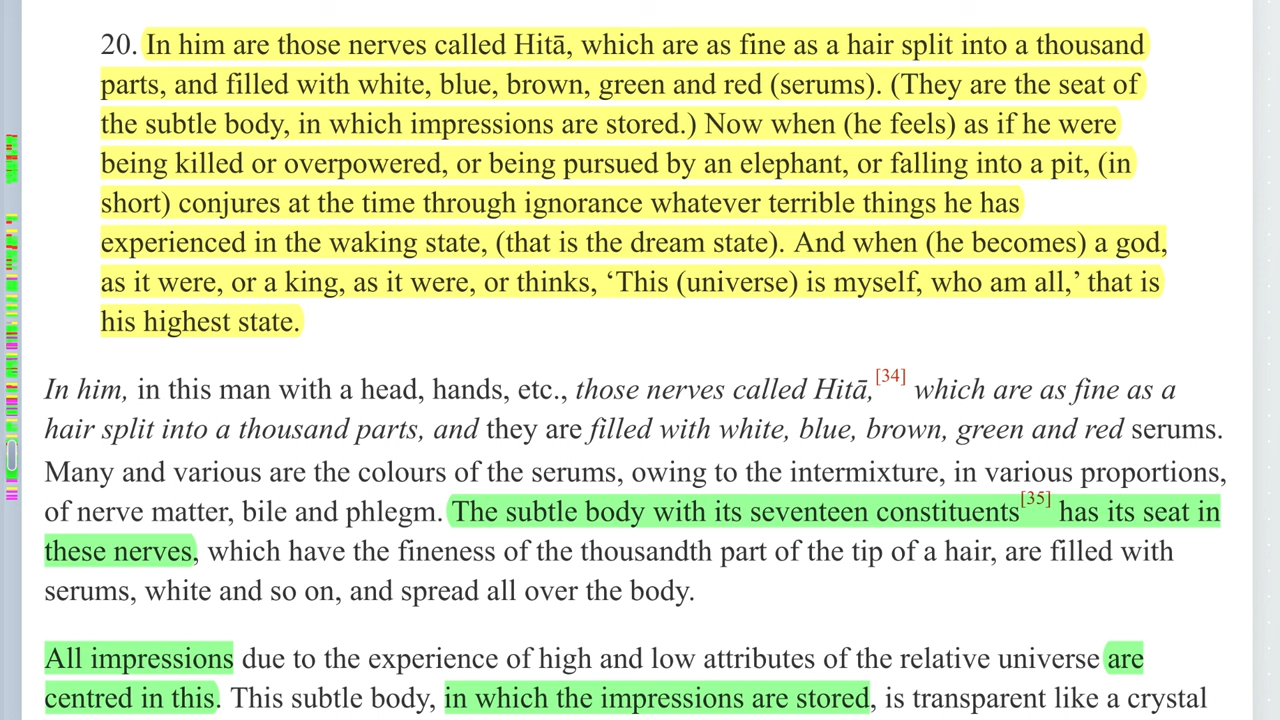 20. In him are those nerves called Hitā, which are as fine as a hair split into a thousand
parts, and filled with white, blue, brown, green and red (serums). (They are the seat of
the subtle body, in which impressions are stored.) Now when (he feels) as if he were
being killed or overpowered, or being pursued by an elephant, or falling into a pit, (in
short) conjures at the time through ignorance whatever terrible things he has
experienced in the waking state, (that is the dream state). And when (he becomes) a god,
as it were, or a king, as it were, or thinks, ‘This (universe) is myself, who am all,’ that is
his highest state.
In him, in this man with a head, hands, etc., those nerves called Hitā,[34] which are as fine as a
hair split into a thousand parts, and they are filled with white, blue, brown, green and red serums.
Many and various are the colours of the serums, owing to the intermixture, in various proportions,
of nerve matter, bile and phlegm. The subtle body with its seventeen constituents[35] has its seat in
these nerves, which have the fineness of the thousandth part of the tip of a hair, are filled with
serums, white and so on, and spread all over the body.
All impressions due to the experience of high and low attributes of the relative universe are
centred in this. This subtle body, in which the impressions are stored, is transparent like a crystal